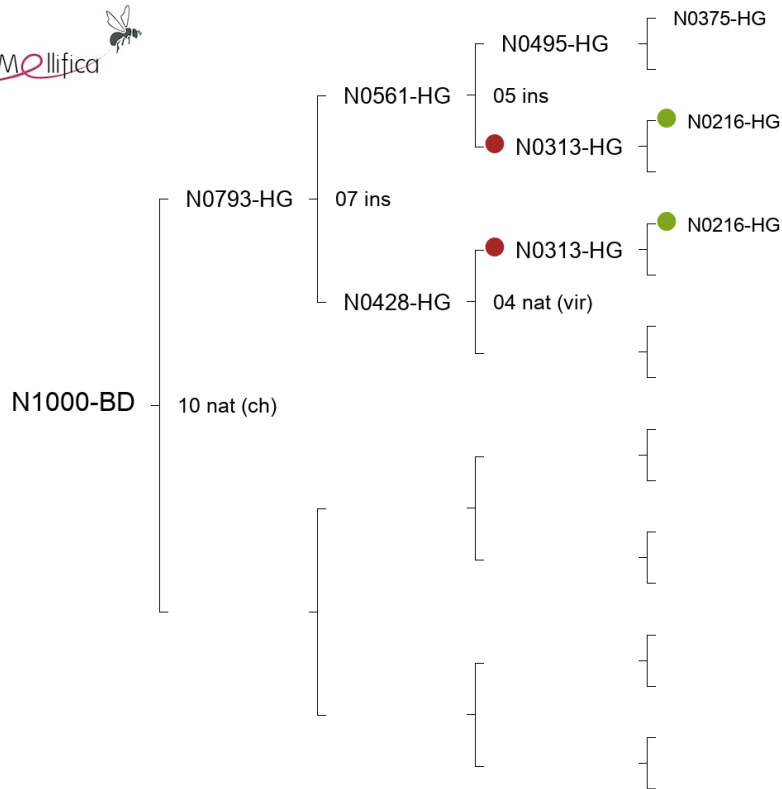 Mellifica
N0375-HG
N0495-HG
N0561-HG
05 ins
N0216-HG
N0313-HG
N0793-HG
07 ins
N0216-HG
N0313-HG
N0428-HG
04 nat (vir)
N1000-BD
10 nat (ch)